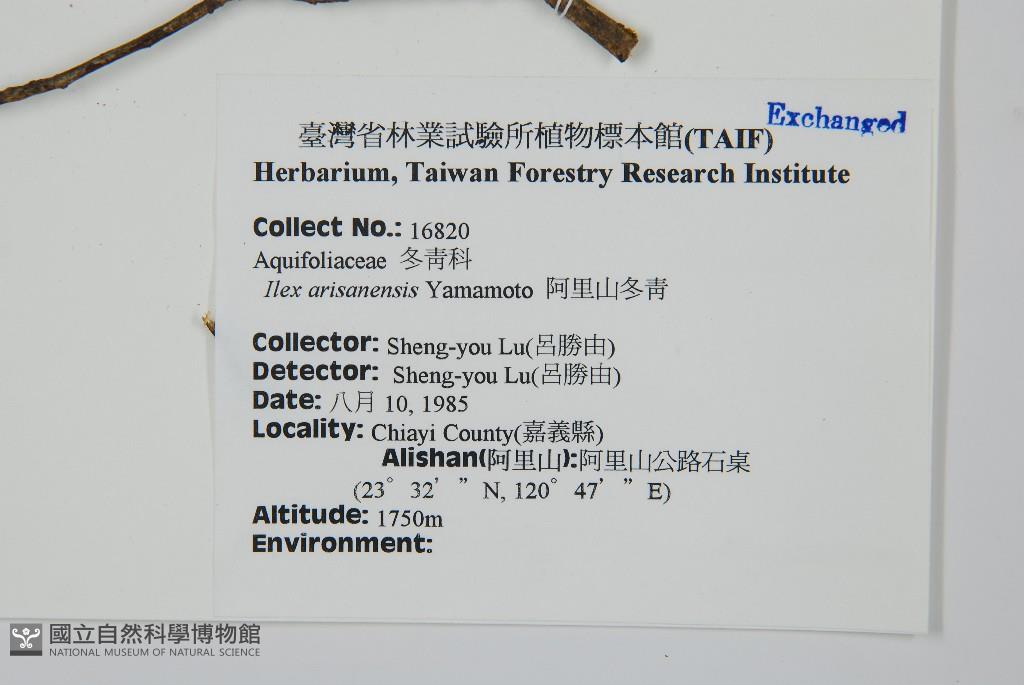 Exchanged
臺灣省林業試驗所植物標本館(TAIF)
Herbarium, Taiwan Forestry Research Institute
Collect No.: 16820
Aquifoliaceae 冬青科
Ilex arisanensis Yamamoto 阿里山冬青
Collector: Sheng-you Lu(呂勝由)
Detector: Sheng-you Lu(呂勝由)
Date: 八月 10, 1985
Locality: Chiayi County(嘉義縣)
Alishan(阿里山):阿里山公路石桌
(23° 32' " N, 120° 47' " E)
Altitude: 1750m
Environment:
國立自然科學博物館
NATIONAL MUSEUM OF NATURAL SCIENCE